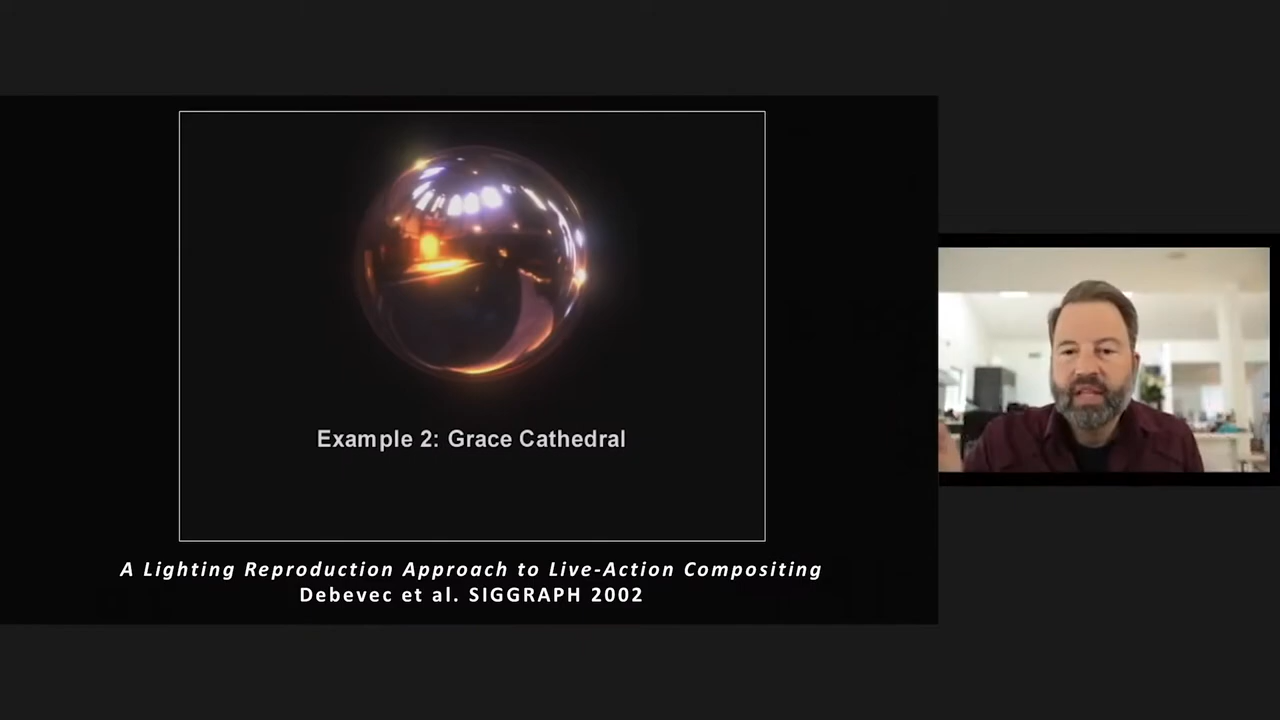 Example 2: Grace Cathedral
A Lighting Reproduction Approach to Live-Action Compositing
Debevec et al. SIGGRAPH 2002